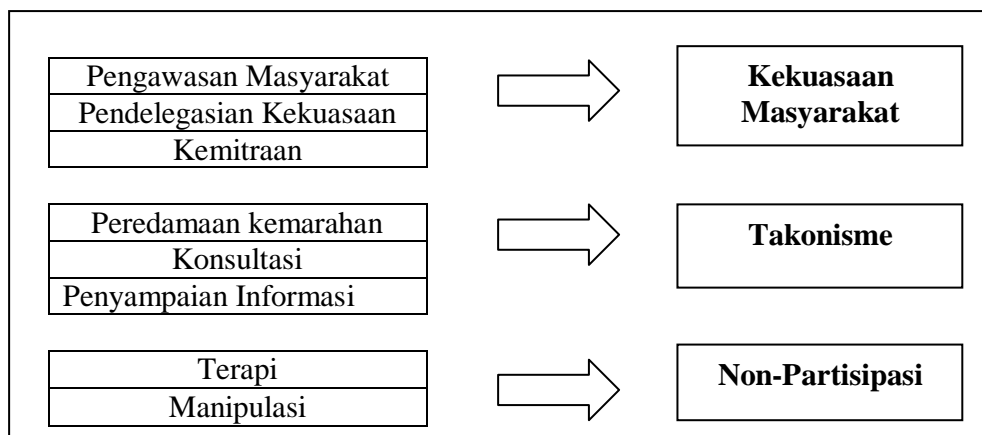 Pengawasan Masyarakat
Pendelegasian Kekuasaan
Kemitraan
Kekuasaan
Masyarakat
Peredamaan kemarahan
Konsultasi
Penyampaian Informasi
Takonisme
Terapi
Manipulasi
Non-Partisipasi